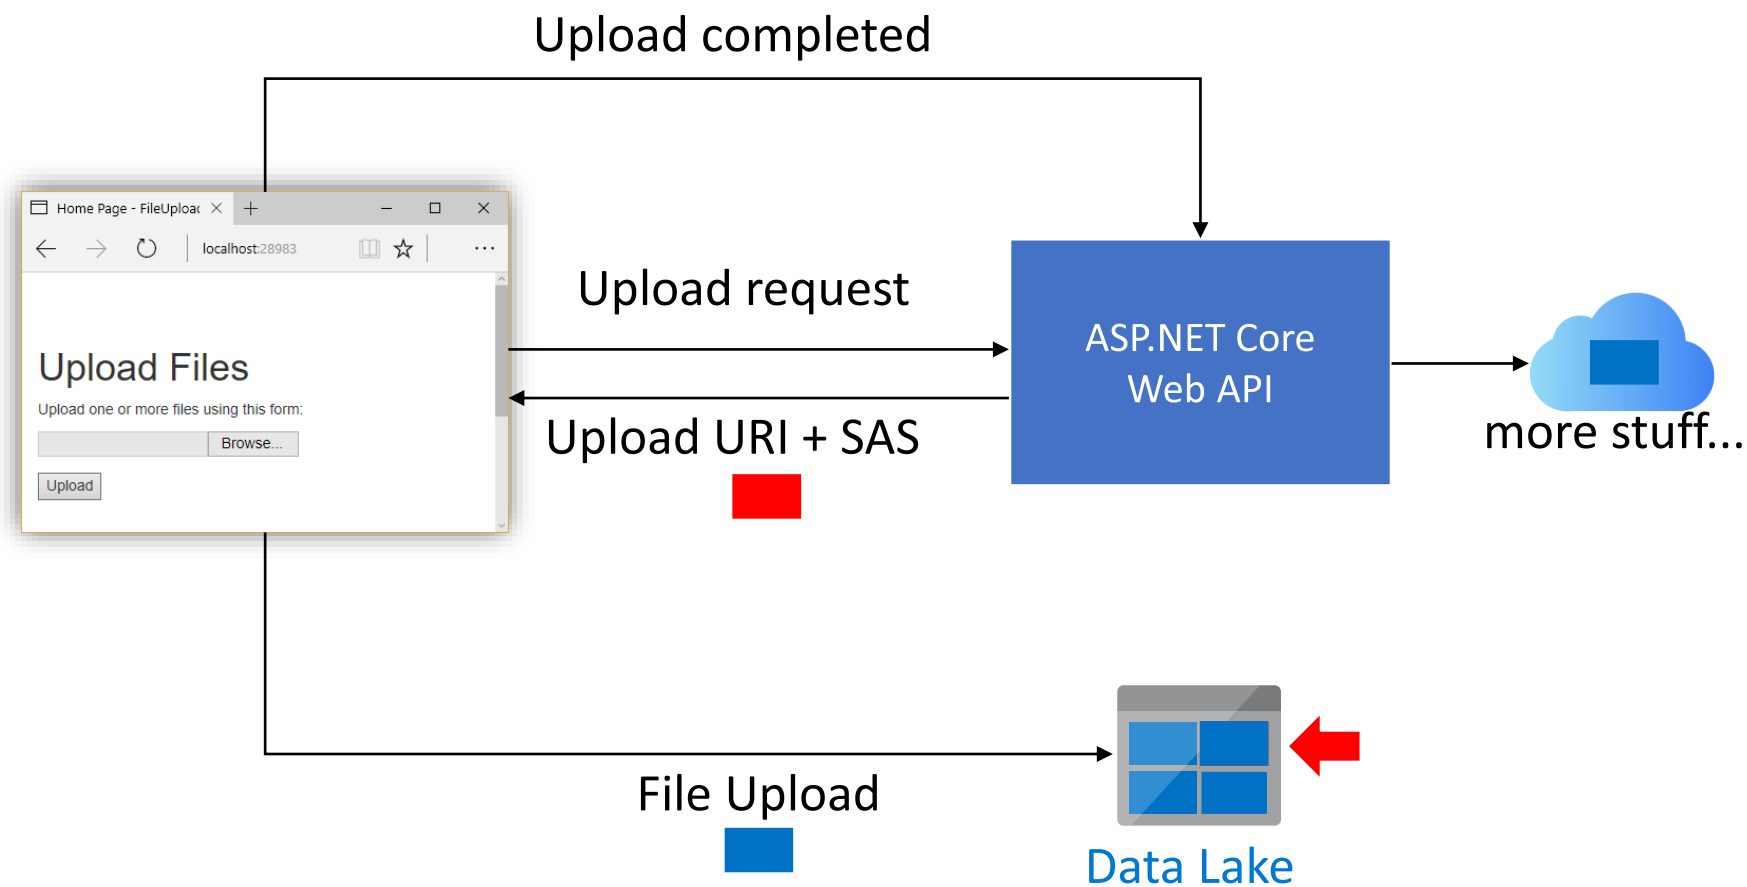 Upload completed
Home Page - FileUploac
localhost:28983
Upload Files
Upload one or more files using this form:
Browse...
Upload
Upload request
Upload URI + SAS
ASP.NET Core
Web API
more stuff...
File Upload
Data Lake